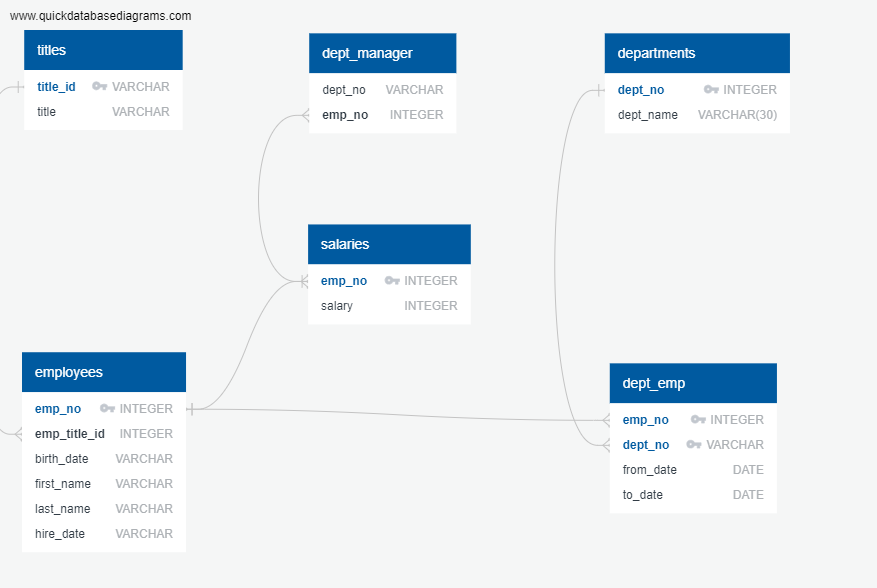 www.quickdatabasediagrams.com
titles
title_id VARCHAR
title VARCHAR
dept_manager
dept_no VARCHAR
emp_no INTEGER
departments
dept_no INTEGER
dept_name VARCHAR(30)
salaries
emp_no INTEGER
salary INTEGER
employees
emp_no INTEGER
emp_title_id INTEGER
birth_date VARCHAR
first_name VARCHAR
last_name VARCHAR
hire_date VARCHAR
dept_emp
emp_no INTEGER
dept_no VARCHAR
from_date DATE
to_date DATE